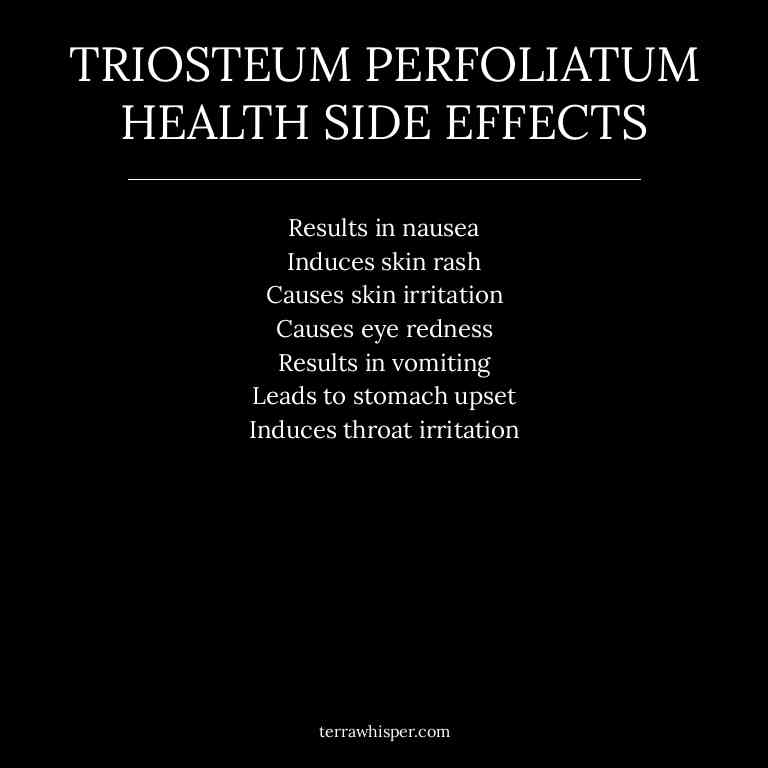 TRIOSTEUM PERFOLIATUM
HEALTH SIDE EFFECTS
Results in nausea
Induces skin rash
Causes skin irritation
Causes eye redness
Results in vomiting
Leads to stomach upset
Induces throat irritation
terrawhisper.com